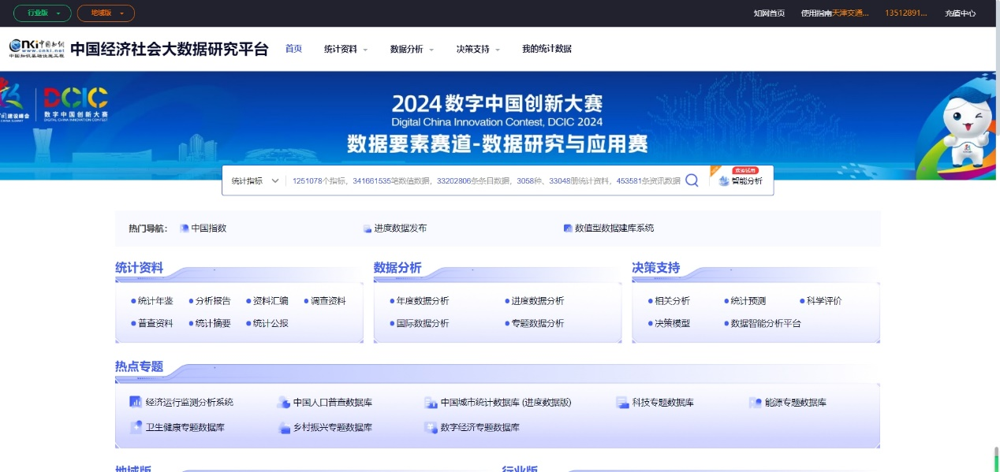 行业版 地域版 知网首页 使用指南 天津交通... 13512891... 充值中心
cnki 中国知网
www.cnki.net
中国知识基础设施工程
中国经济社会大数据研究平台 首页 统计资料 数据分析 决策支持 我的统计数据
DCIC
数字中国创新大赛
DIGITAL CHINA INNOVATION CONTEST
2024数字中国创新大赛
Digital China Innovation Contest, DCIC 2024
数据要素赛道-数据研究与应用赛
统计指标 1251078个指标，341661535笔数值数据，33202806条条目数据，3058种、33048册统计资料，453581条资讯数据 欢迎试用 智能分析
热门导航： 中国指数 进度数据发布 数值型数据建库系统
统计资料 数据分析 决策支持
统计年鉴 分析报告 资料汇编 调查资料 年度数据分析 进度数据分析 相关分析 统计预测 科学评价
普查资料 统计摘要 统计公报 国际数据分析 专题数据分析 决策模型 数据智能分析平台
热点专题
经济运行监测分析系统 中国人口普查数据库 中国城市统计数据库 (进度数据版) 科技专题数据库 能源专题数据库
卫生健康专题数据库 乡村振兴专题数据库 数字经济专题数据库
地域版 行业版